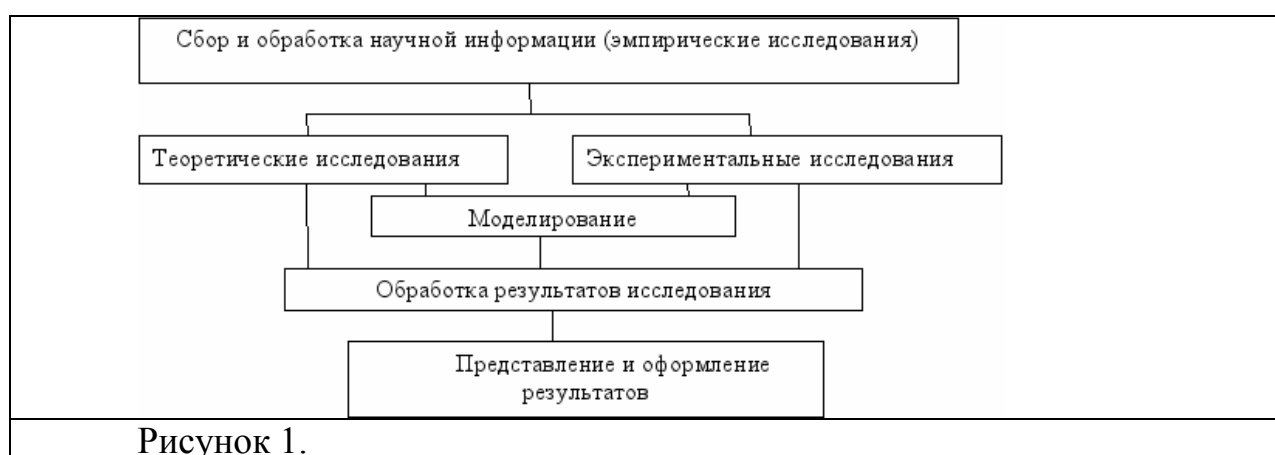 Сбор и обработка научной информации (эмпирические исследования)
Теоретические исследования
Экспериментальные исследования
Моделирование
Обработка результатов исследования
Представление и оформление
результатов
Рисунок 1.